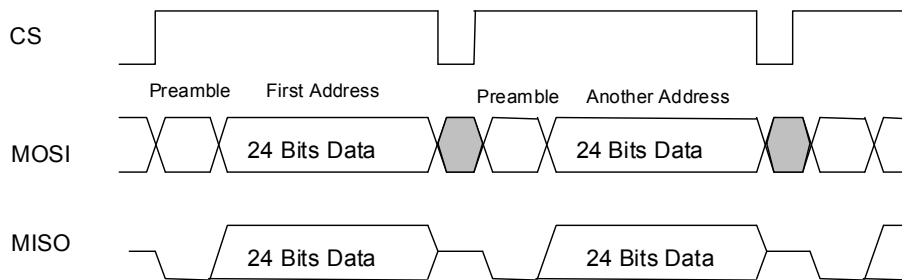 CS
Preamble First Address Preamble Another Address
MOSI 24 Bits Data 24 Bits Data
MISO 24 Bits Data 24 Bits Data